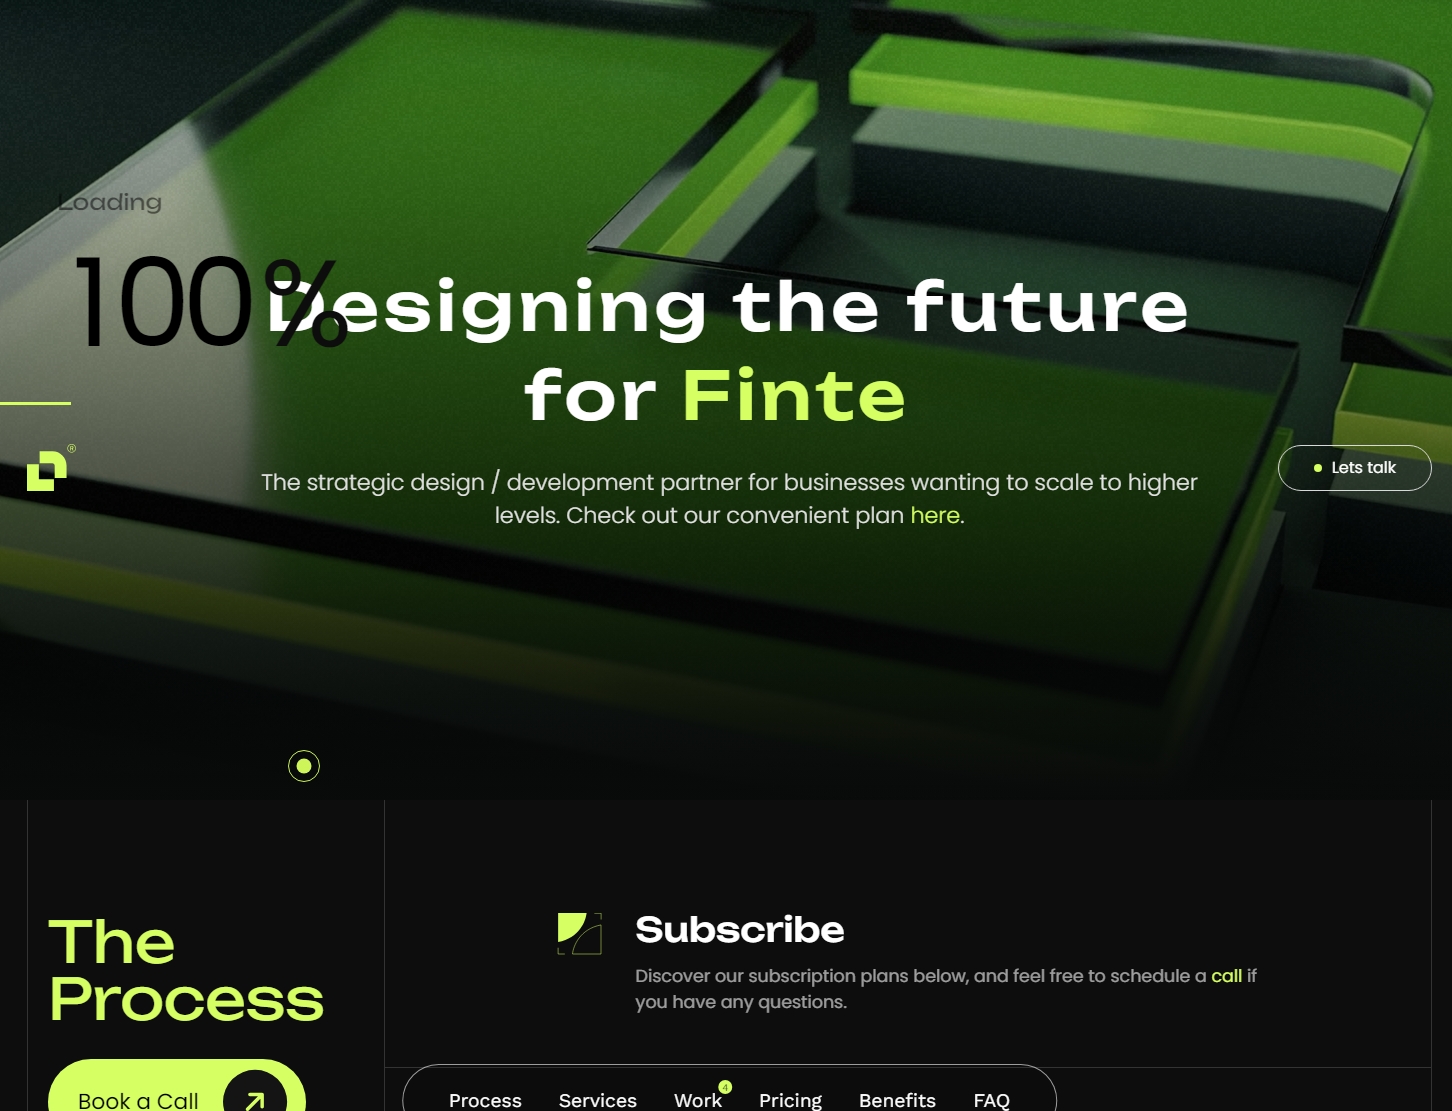 Loading
100%
Designing the future
for Finte
®
Lets talk
The strategic design / development partner for businesses wanting to scale to higher
levels. Check out our convenient plan here.
The
Process
Book a Call
Subscribe
Discover our subscription plans below, and feel free to schedule a call if
you have any questions.
Process Services Work 4 Pricing Benefits FAQ